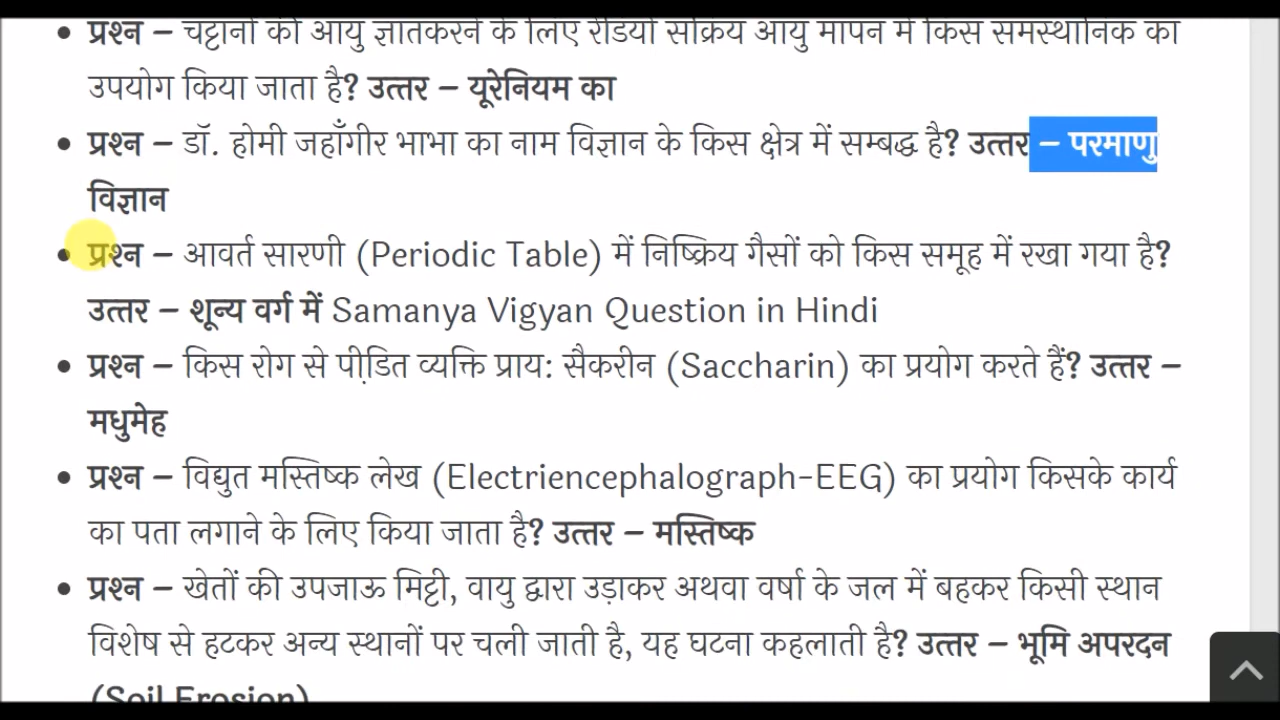 प्रश्न – चट्टानों की आयु ज्ञातकरने के लिए रेडियो सक्रिय आयु मापन में किस समस्थानिक का
उपयोग किया जाता है? उत्तर – यूरेनियम का
प्रश्न – डॉ. होमी जहाँगीर भाभा का नाम विज्ञान के किस क्षेत्र में सम्बद्ध है? उत्तर – परमाणु
विज्ञान
प्रश्न – आवर्त सारणी (Periodic Table) में निष्क्रिय गैसों को किस समूह में रखा गया है?
उत्तर – शून्य वर्ग में Samanya Vigyan Question in Hindi
प्रश्न – किस रोग से पीडि़त व्यक्ति प्राय: सैकरीन (Saccharin) का प्रयोग करते हैं? उत्तर –
मधुमेह
प्रश्न – विद्युत मस्तिष्क लेख (Electriencephalograph-EEG) का प्रयोग किसके कार्य
का पता लगाने के लिए किया जाता है? उत्तर – मस्तिष्क
प्रश्न – खेतों की उपजाऊ मिट्टी, वायु द्वारा उड़ाकर अथवा वर्षा के जल में बहकर किसी स्थान
विशेष से हटकर अन्य स्थानों पर चली जाती है, यह घटना कहलाती है? उत्तर – भूमि अपरदन
(Soil Erosion)